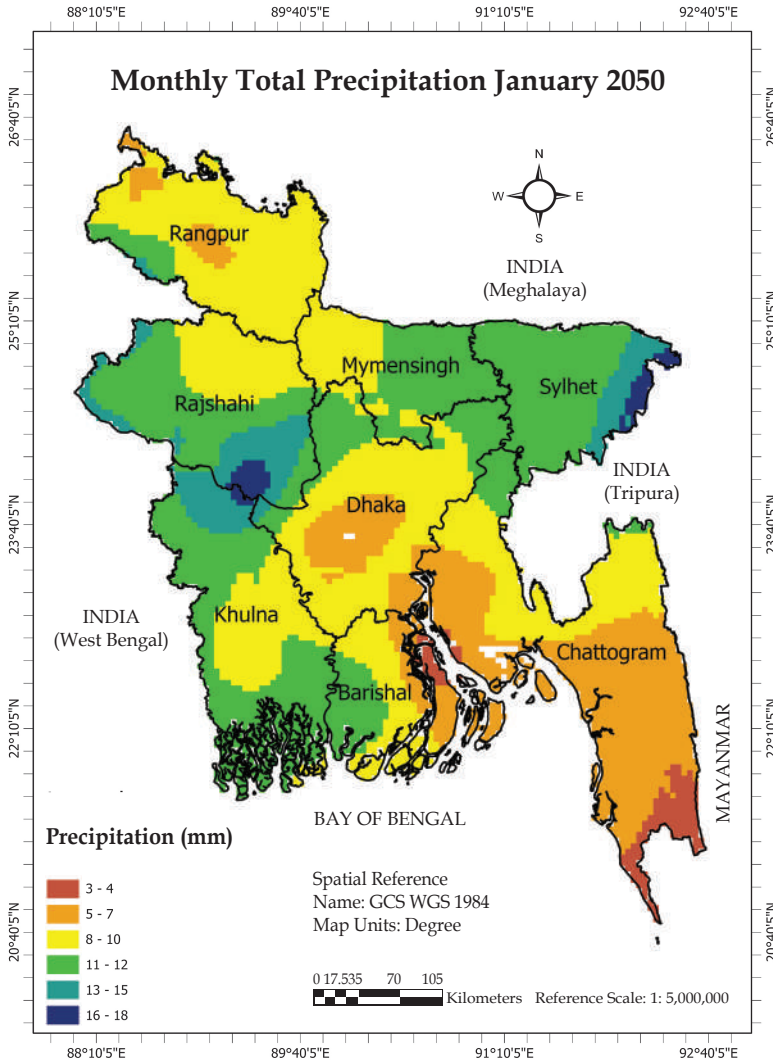 88°10'5"E 89°40'5"E 91°10'5"E 92°40'5"E
Monthly Total Precipitation January 2050
26°40'5"N
26°40'5"N
N
W E
S
Rangpur
INDIA
(Meghalaya)
25°10'5"N
25°10'5"N
Mymensingh
Sylhet
Rajshahi
INDIA
(Tripura)
Dhaka
23°40'5"N
23°40'5"N
INDIA
(West Bengal)
Khulna
Chattogram
Barishal
22°10'5"N
22°10'5"N
MAYANMAR
BAY OF BENGAL
Precipitation (mm)
3 - 4
5 - 7
8 - 10
11 - 12
13 - 15
16 - 18
Spatial Reference
Name: GCS WGS 1984
Map Units: Degree
20°40'5"N
20°40'5"N
0 17.535 70 105
Kilometers Reference Scale: 1: 5,000,000
88°10'5"E 89°40'5"E 91°10'5"E 92°40'5"E